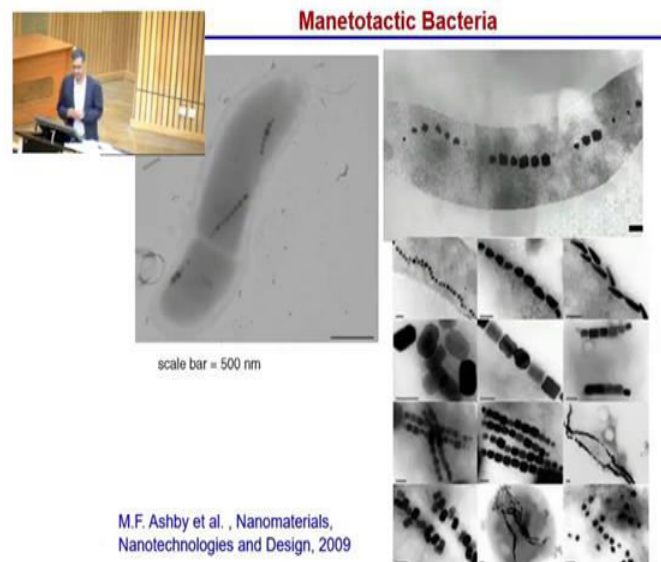 Manetotactic Bacteria
scale bar = 500 nm
M.F. Ashby et al. , Nanomaterials,
Nanotechnologies and Design, 2009